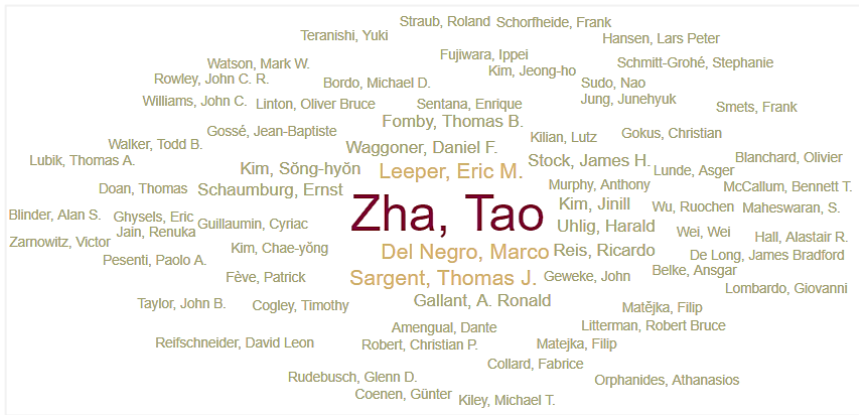 Straub, Roland Schorfheide, Frank
Teranishi, Yuki
Hansen, Lars Peter
Fujiwara, Ippei
Watson, Mark W.
Schmitt-Grohé, Stephanie
Kim, Jeong-ho
Rowley, John C. R.
Bordo, Michael D.
Sudo, Nao
Williams, John C.
Linton, Oliver Bruce
Sentana, Enrique
Jung, Junehyuk
Smets, Frank
Fomby, Thomas B.
Gossé, Jean-Baptiste
Kilian, Lutz
Gokus, Christian
Walker, Todd B.
Waggoner, Daniel F.
Lubik, Thomas A.
Kim, Sŏng-hyŏn
Leeper, Eric M.
Stock, James H.
Lunde, Asger
Blanchard, Olivier
Doan, Thomas
Schaumburg, Ernst
Murphy, Anthony
McCallum, Bennett T.
Zha, Tao
Kim, Jinill
Wu, Ruochen
Maheswaran, S.
Blinder, Alan S.
Ghysels, Eric
Guillaumin, Cyriac
Uhlig, Harald
Jain, Renuka
Wei, Wei
Hall, Alastair R.
Zarnowitz, Victor
Kim, Chae-yŏng
Del Negro, Marco
Reis, Ricardo
De Long, James Bradford
Pesenti, Paolo A.
Fève, Patrick
Sargent, Thomas J.
Geweke, John
Belke, Ansgar
Lombardo, Giovanni
Taylor, John B.
Cogley, Timothy
Gallant, A. Ronald
Matĕjka, Filip
Amengual, Dante
Litterman, Robert Bruce
Reifschneider, David Leon
Robert, Christian P.
Matejka, Filip
Collard, Fabrice
Rudebusch, Glenn D.
Orphanides, Athanasios
Coenen, Günter
Kiley, Michael T.